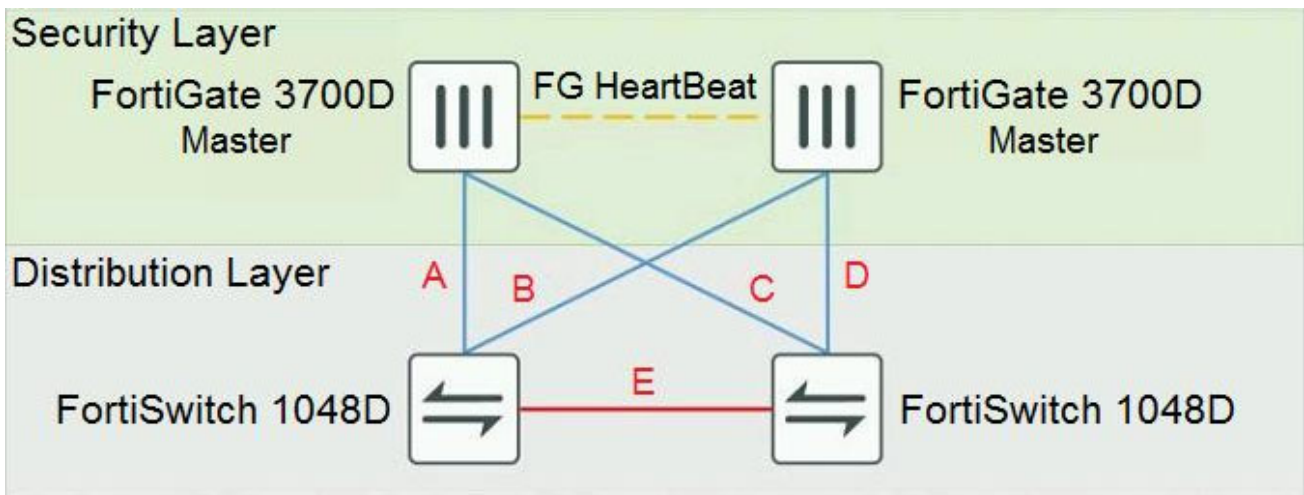 Security Layer
FortiGate 3700D
Master
FG HeartBeat
FortiGate 3700D
Master
Distribution Layer
A
B
C
D
E
FortiSwitch 1048D
FortiSwitch 1048D